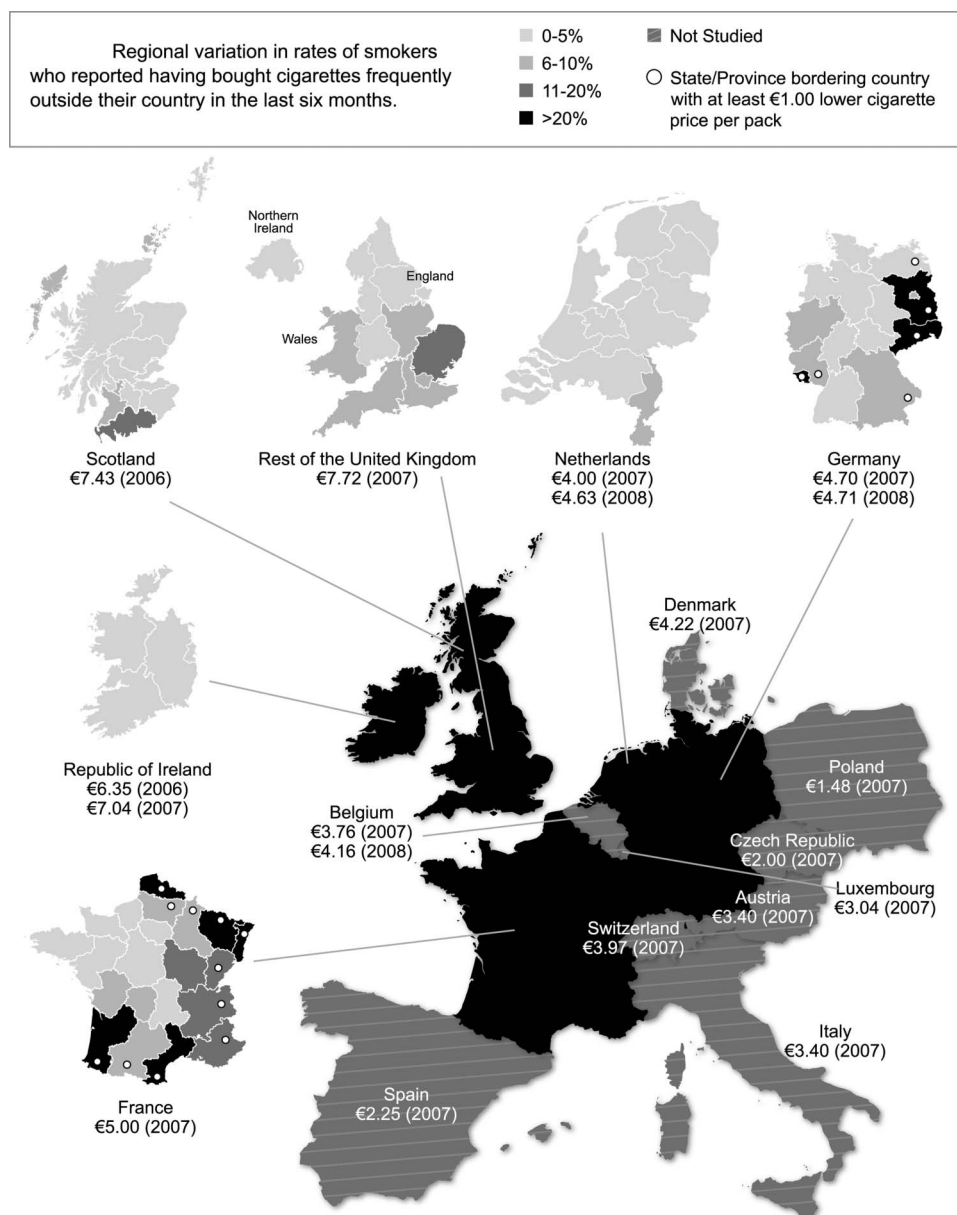 Regional variation in rates of smokers
who reported having bought cigarettes frequently
outside their country in the last six months.
0-5%
6-10%
11-20%
>20%
Not Studied
State/Province bordering country
with at least €1.00 lower cigarette
price per pack
Northern
Ireland
England
Wales
Scotland
€7.43 (2006)
Rest of the United Kingdom
€7.72 (2007)
Netherlands
€4.00 (2007)
€4.63 (2008)
Germany
€4.70 (2007)
€4.71 (2008)
Denmark
€4.22 (2007)
Republic of Ireland
€6.35 (2006)
€7.04 (2007)
Poland
€1.48 (2007)
Belgium
€3.76 (2007)
€4.16 (2008)
Czech Republic
€2.00 (2007)
Luxembourg
€3.04 (2007)
Austria
€3.40 (2007)
Switzerland
€3.97 (2007)
Italy
€3.40 (2007)
Spain
€2.25 (2007)
France
€5.00 (2007)